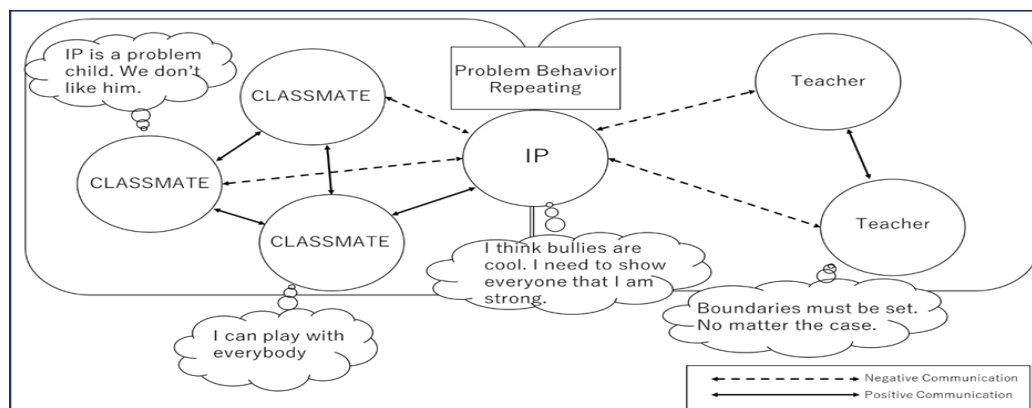 IP is a problem
child. We don't
like him.
CLASSMATE
CLASSMATE
CLASSMATE
I can play with
everybody
Problem Behavior
Repeating
IP
I think bullies are
cool. I need to show
everyone that I am
strong.
Teacher
Teacher
Boundaries must be set.
No matter the case.
Negative Communication
Positive Communication